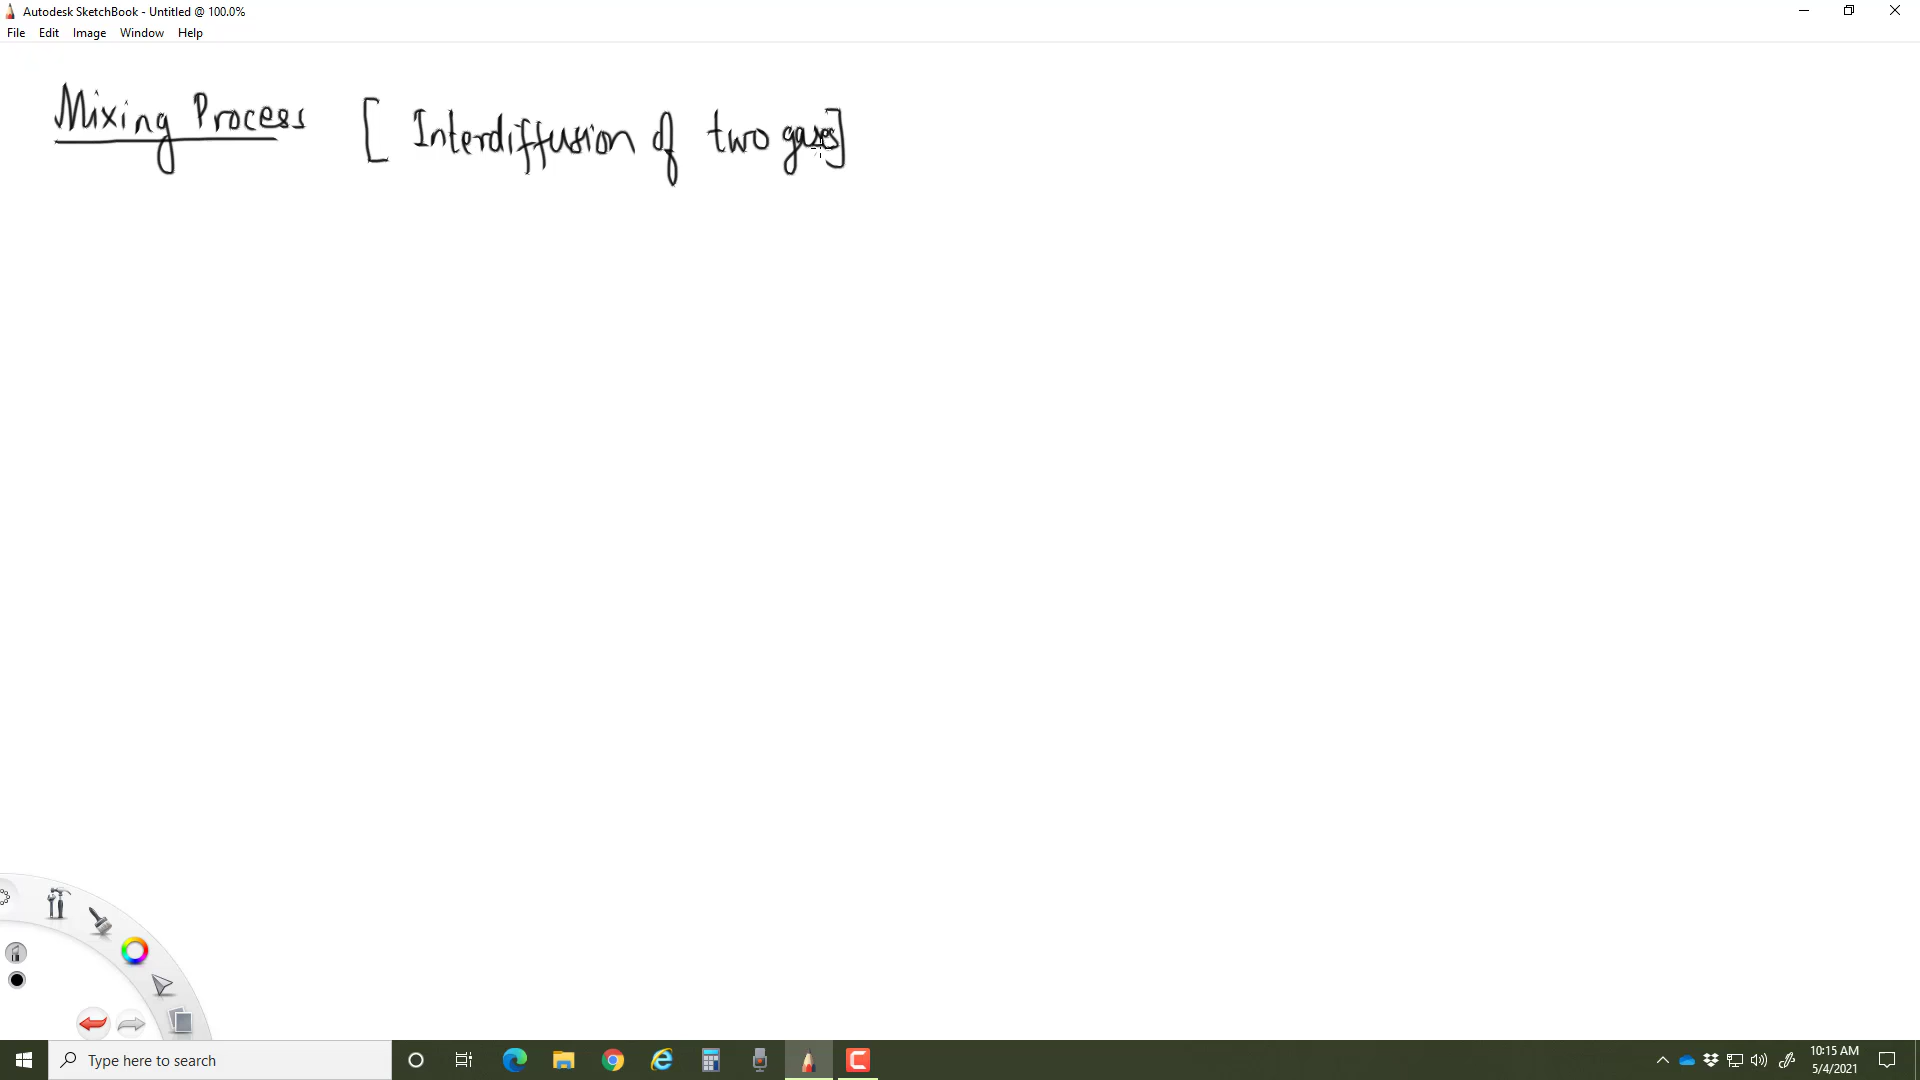 Autodesk SketchBook - Untitled @ 100.0%
File Edit Image Window Help
Mixing Process [ Interdiffusion of two gases]
Type here to search
10:15 AM
5/4/2021